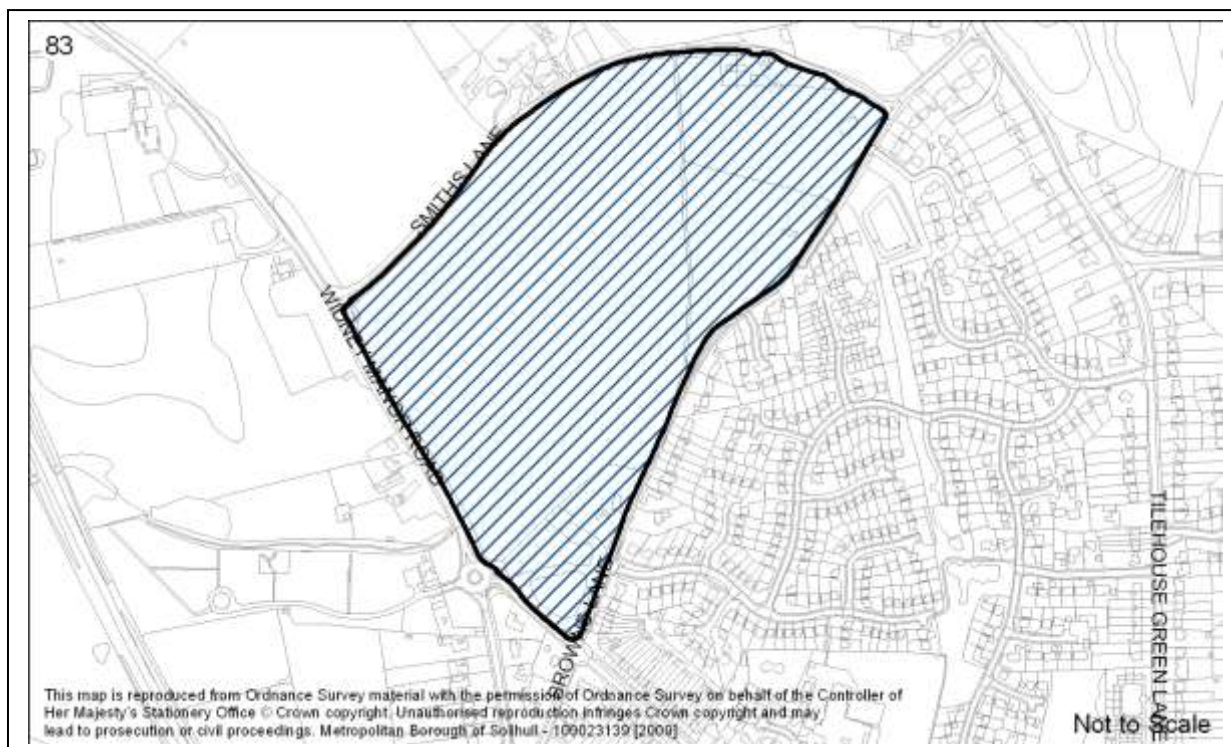 83
SMITHS LANE
WIDNEY MANOR ROAD
BROWNS LANE
TILEHOUSE GREEN LANE
This map is reproduced from Ordnance Survey material with the permission of Ordnance Survey on behalf of the Controller of
Her Majesty's Stationery Office © Crown copyright. Unauthorised reproduction infringes Crown copyright and may
lead to prosecution or civil proceedings. Metropolitan Borough of Solihull - 100023139 [2009]
Not to Scale